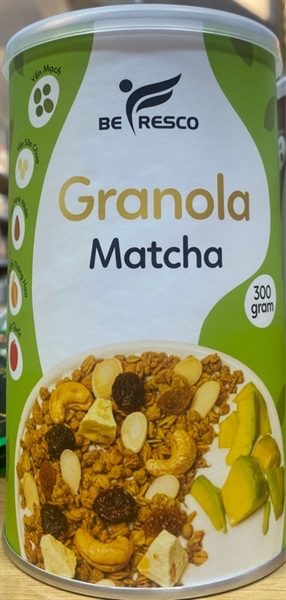 BE FRESCO
Granola
Matcha
300
gram
Yến Mạch